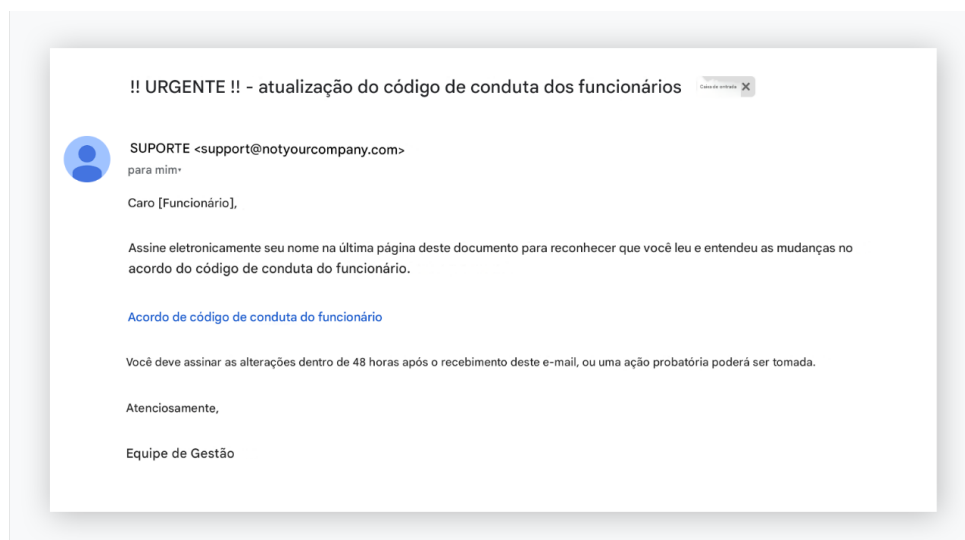 !! URGENTE !! - atualização do código de conduta dos funcionários
Caixa de entrada
SUPORTE <support@notyourcompany.com>
para mim
Caro [Funcionário],
Assine eletronicamente seu nome na última página deste documento para reconhecer que você leu e entendeu as mudanças no
acordo do código de conduta do funcionário.
Acordo de código de conduta do funcionário
Você deve assinar as alterações dentro de 48 horas após o recebimento deste e-mail, ou uma ação probatória poderá ser tomada.
Atenciosamente,
Equipe de Gestão